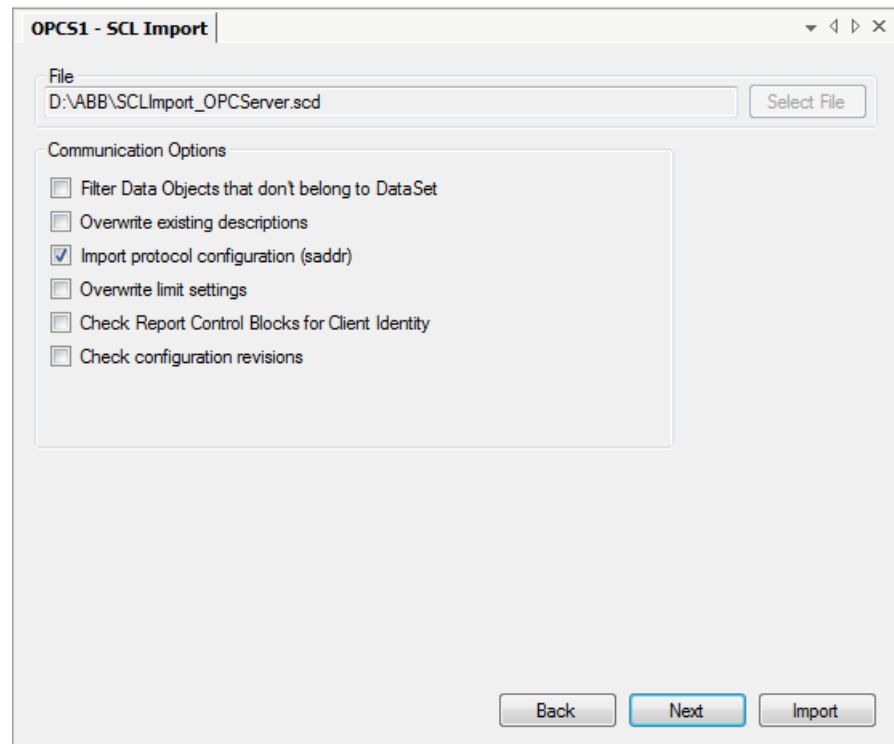 OPCS1 - SCL Import
File
D:\ABB\SCLImport_OPCServer.scd
Select File
Communication Options
Filter Data Objects that don't belong to DataSet
Overwrite existing descriptions
Import protocol configuration (saddr)
Overwrite limit settings
Check Report Control Blocks for Client Identity
Check configuration revisions
Back
Next
Import